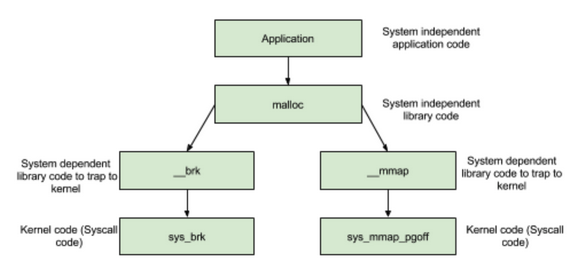 Application
System independent
application code
malloc
System independent
library code
System dependent
library code to trap to
kernel
__brk
__mmap
System dependent
library code to trap to
kernel
Kernel code (Syscall
code)
sys_brk
sys_mmap_pgoff
Kernel code (Syscall
code)